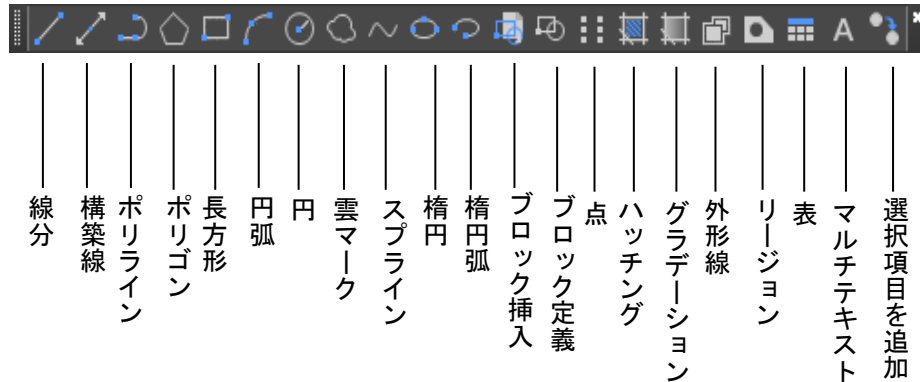 線分
構築線
ポリライン
ポリゴン
長方形
円弧
円
雲マーク
スプライン
楕円
楕円弧
ブロック挿入
ブロック定義
点
ハッチング
グラデーション
外形線
リージョン
表
マルチテキスト
選択項目を追加